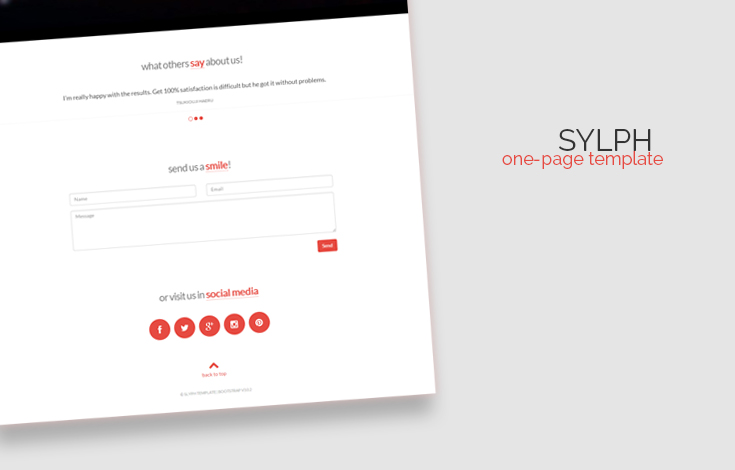 what others say about us!
I'm really happy with the results. Get 100% satisfaction is difficult but he got it without problems.
send us a smile!
Name
Email
Message
Send
or visit us in social media
back to top
SYLPH
one-page template